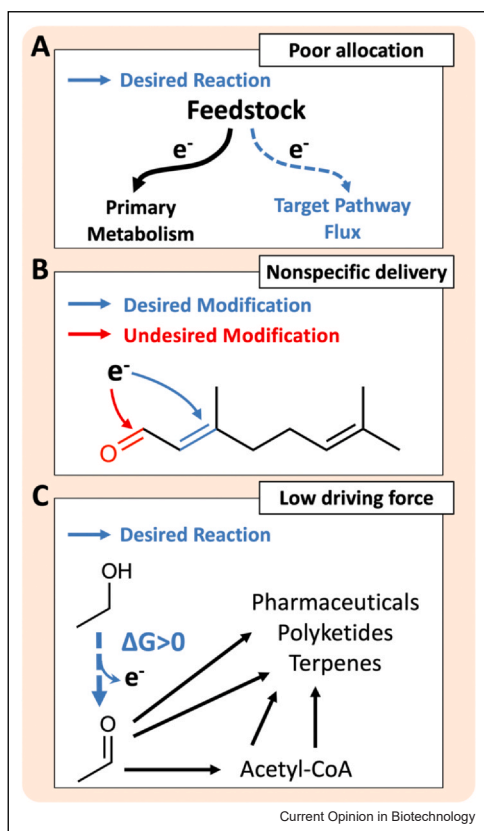 A
Poor allocation
Desired Reaction
Feedstock
e-
e-
Primary
Metabolism
Target Pathway
Flux
B
Nonspecific delivery
Desired Modification
Undesired Modification
e-
O
C
Low driving force
Desired Reaction
OH
ΔG>0
e-
O
Pharmaceuticals
Polyketides
Terpenes
Acetyl-CoA
Current Opinion in Biotechnology